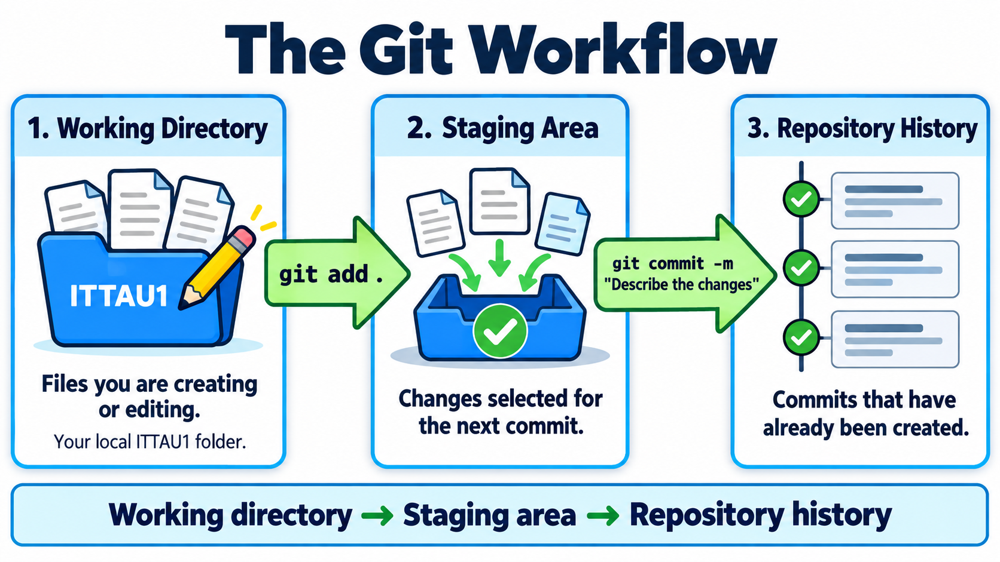 The Git Workflow
1. Working Directory
ITTAU1
Files you are creating
or editing.
Your local ITTAU1 folder.
git add .
2. Staging Area
Changes selected for
the next commit.
git commit -m
"Describe the changes"
3. Repository History
Commits that have
already been created.
Working directory → Staging area → Repository history